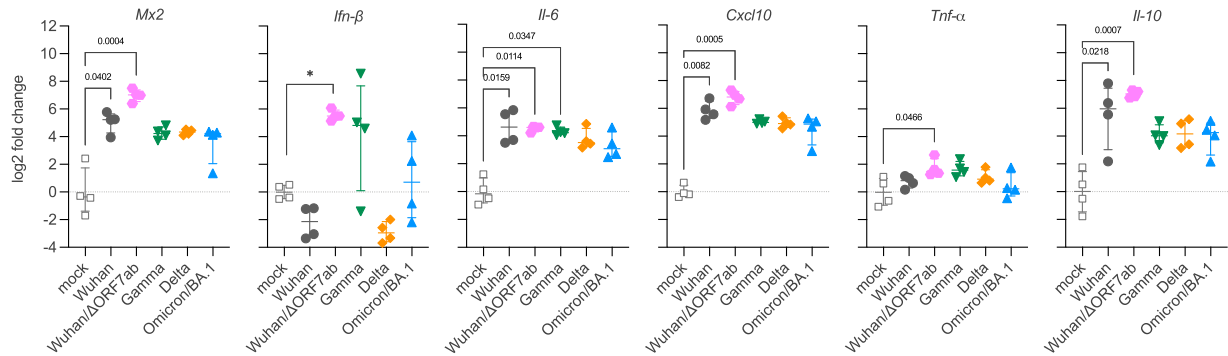 Mx2
Ifn-β
Il-6
Cxcl10
Tnf-α
Il-10
log2 fold change
12
10
8
6
4
2
0
-2
-4
0.0004
0.0402
*
0.0347
0.0114
0.0159
0.0005
0.0082
0.0466
0.0007
0.0218
mock
Wuhan
Wuhan/ΔORF7ab
Gamma
Delta
Omicron/BA.1
mock
Wuhan
Wuhan/ΔORF7ab
Gamma
Delta
Omicron/BA.1
mock
Wuhan
Wuhan/ΔORF7ab
Gamma
Delta
Omicron/BA.1
mock
Wuhan
Wuhan/ΔORF7ab
Gamma
Delta
Omicron/BA.1
mock
Wuhan
Wuhan/ΔORF7ab
Gamma
Delta
Omicron/BA.1
mock
Wuhan
Wuhan/ΔORF7ab
Gamma
Delta
Omicron/BA.1